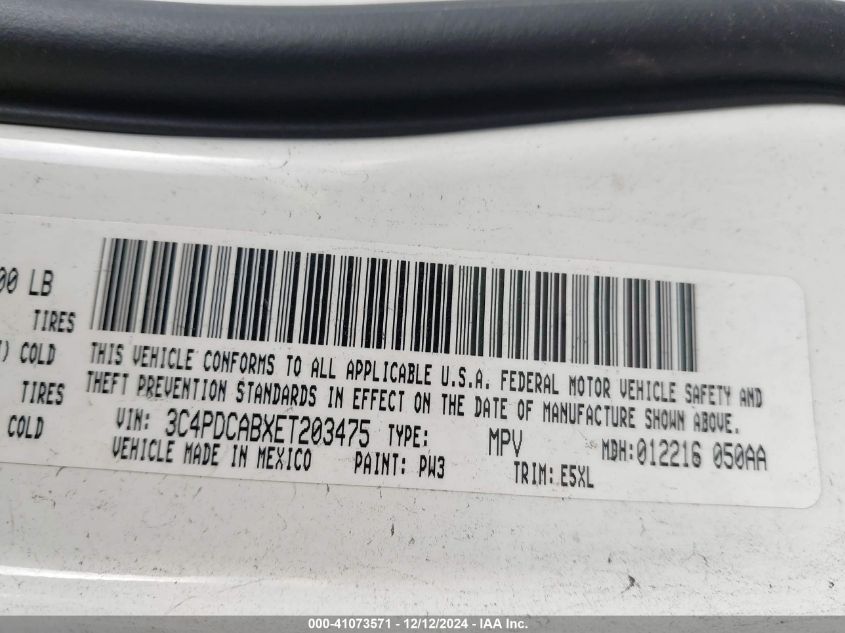 00 LB
TIRES
) COLD
TIRES
COLD
THIS VEHICLE CONFORMS TO ALL APPLICABLE U.S.A. FEDERAL MOTOR VEHICLE SAFETY AND
THEFT PREVENTION STANDARDS IN EFFECT ON THE DATE OF MANUFACTURE SHOWN ABOVE.
VIN: 3C4PDCABXET203475 TYPE: MPV MDH:012216 050AA
VEHICLE MADE IN MEXICO PAINT: PW3 TRIM: E5XL
000-41073571 - 12/12/2024 - IAA Inc.